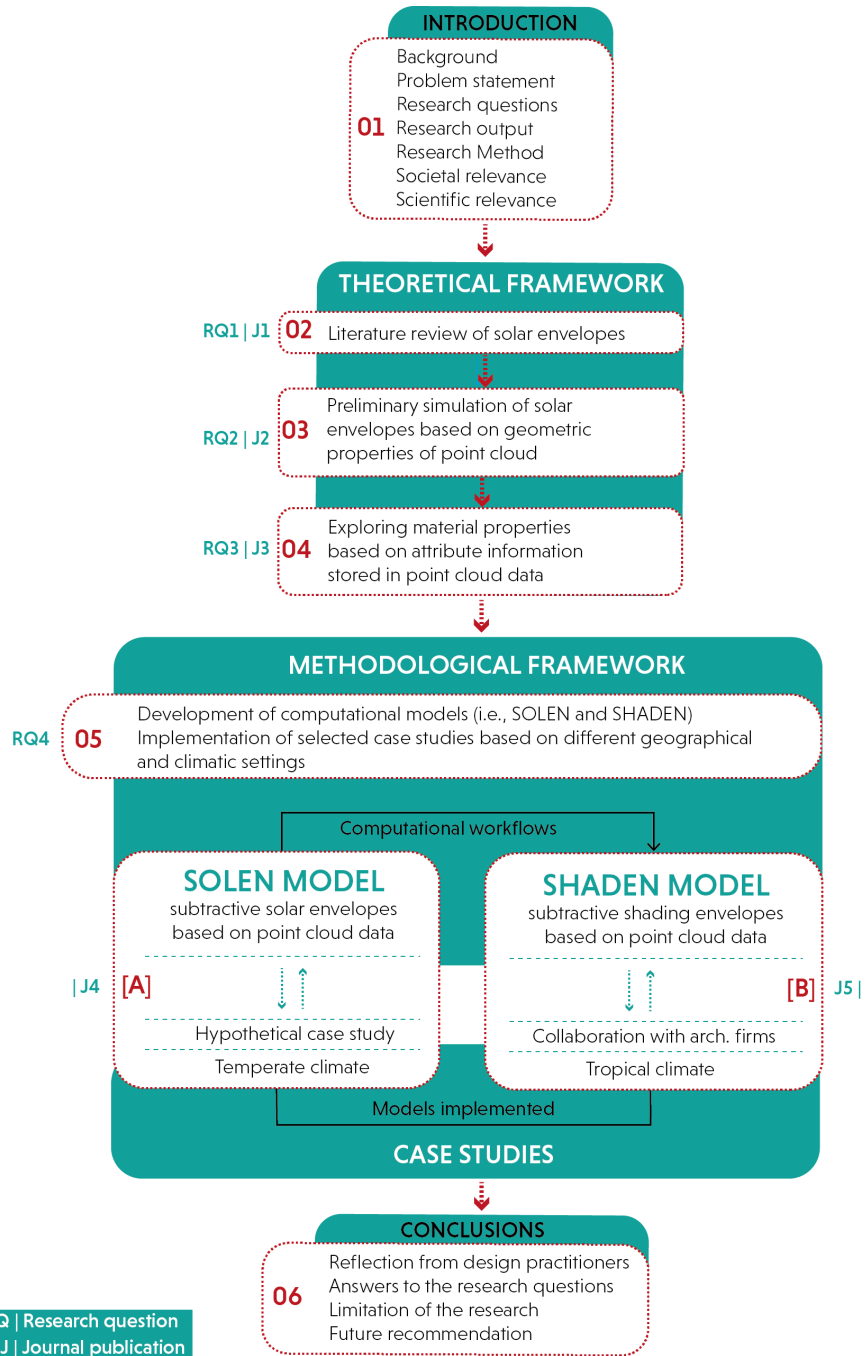 INTRODUCTION
01
Background
Problem statement
Research questions
Research output
Research Method
Societal relevance
Scientific relevance
THEORETICAL FRAMEWORK
RQ1 | J1
02 Literature review of solar envelopes
RQ2 | J2
03
Preliminary simulation of solar
envelopes based on geometric
properties of point cloud
RQ3 | J3
04
Exploring material properties
based on attribute information
stored in point cloud data
METHODOLOGICAL FRAMEWORK
RQ4
05
Development of computational models (i.e., SOLEN and SHADEN)
Implementation of selected case studies based on different geographical
and climatic settings
Computational workflows
SOLEN MODEL
subtractive solar envelopes
based on point cloud data
| J4
[A]
Hypothetical case study
Temperate climate
SHADEN MODEL
subtractive shading envelopes
based on point cloud data
[B]
J5 |
Collaboration with arch. firms
Tropical climate
Models implemented
CASE STUDIES
CONCLUSIONS
06
Reflection from design practitioners
Answers to the research questions
Limitation of the research
Future recommendation
Q | Research question
J | Journal publication